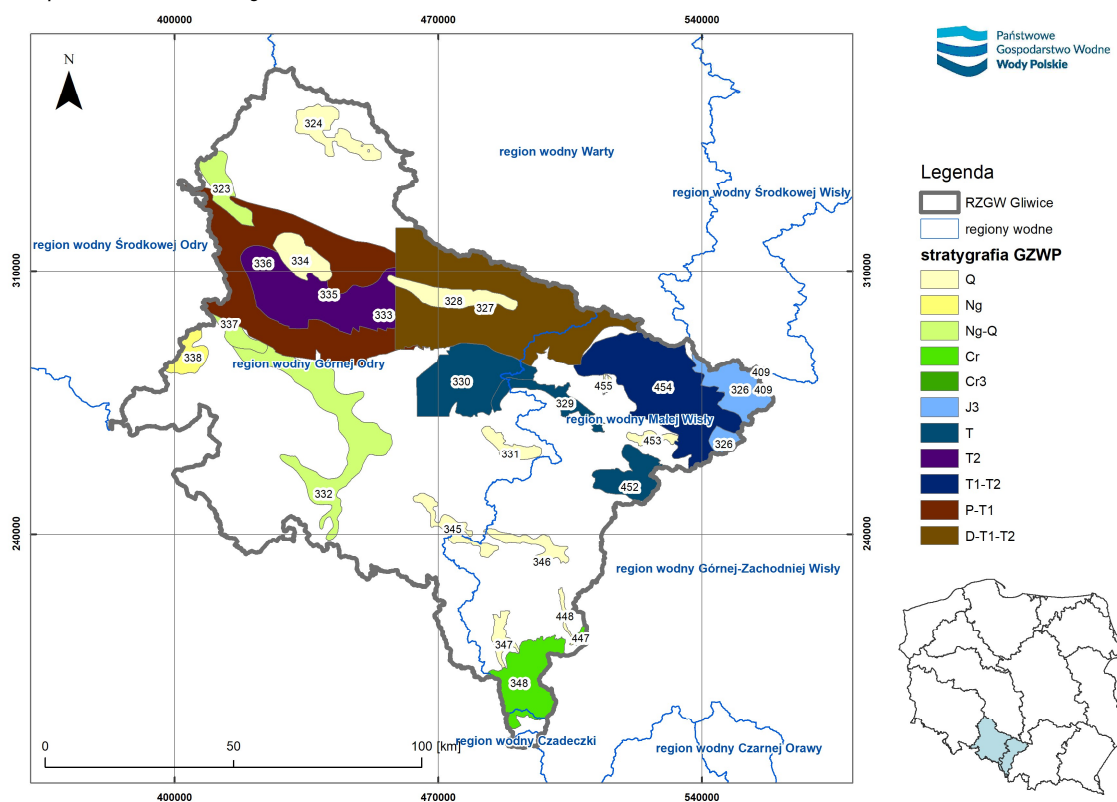 400000
470000
540000
Państwowe
Gospodarstwo Wodne
Wody Polskie
N
324
region wodny Warty
323
region wodny Środkowej Wisły
region wodny Środkowej Odry
336
334
310000
310000
335
328
327
333
337
338
region wodny Górnej Odry
330
455
454
409
326
409
329
region wodny Małej Wisły
331
453
326
332
452
345
240000
240000
346
region wodny Górnej-Zachodniej Wisły
448
347
447
348
region wodny Czadeczki
region wodny Czarnej Orawy
0
50
100 [km]
400000
470000
540000
Legenda
RZGW Gliwice
regiony wodne
stratygrafia GZWP
Q
Ng
Ng-Q
Cr
Cr3
J3
T
T2
T1-T2
P-T1
D-T1-T2